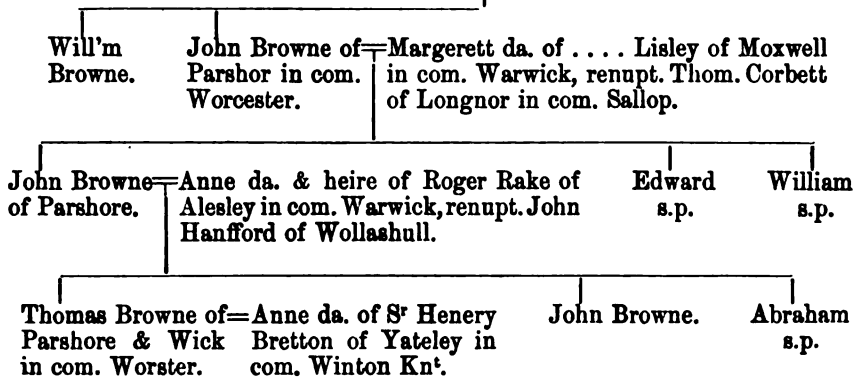 Will'm
Browne.
John Browne of
Parshor in com.
Worcester.
Margerett da. of .... Lisley of Moxwell
in com. Warwick, renupt. Thom. Corbett
of Longnor in com. Sallop.
John Browne
of Parshore.
Anne da. & heire of Roger Rake of
Alesley in com. Warwick, renupt. John
Hanfford of Wollashull.
Edward
s.p.
William
s.p.
Thomas Browne of
Parshore & Wick
in com. Worster.
Anne da. of Sʳ Henery
Bretton of Yateley in
com. Winton Knᵗ.
John Browne.
Abraham
s.p.